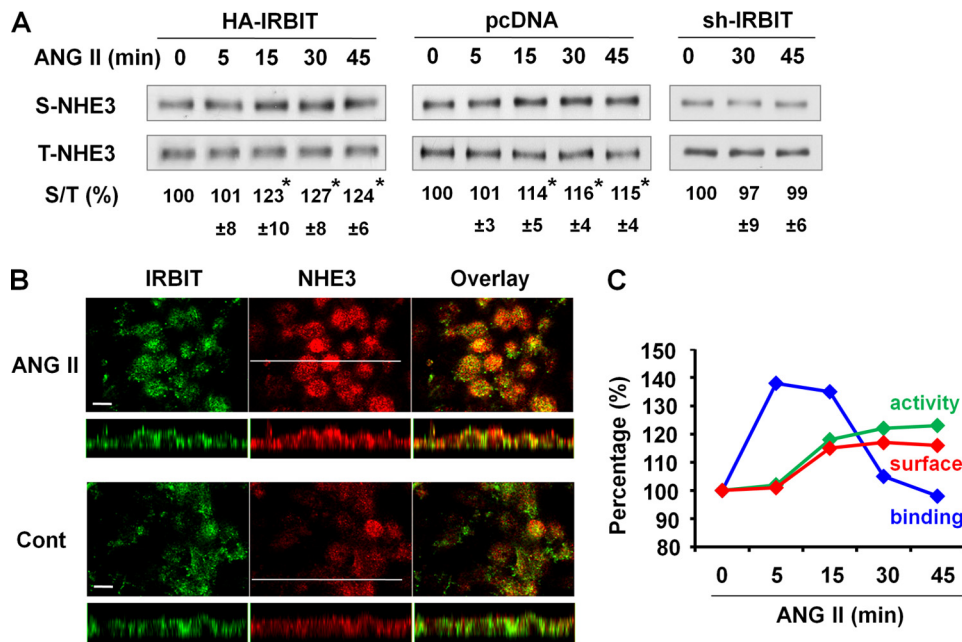 A
HA-IRBIT
pcDNA
sh-IRBIT
ANG II (min) 0 5 15 30 45 0 5 15 30 45 0 30 45
S-NHE3
T-NHE3
S/T (%) 100 101 123* 127* 124* 100 101 114* 116* 115* 100 97 99
±8 ±10 ±8 ±6 ±3 ±5 ±4 ±4 ±9 ±6
B
IRBIT NHE3 Overlay
ANG II
Cont
C
Percentage (%)
150
140
130
120
110
100
90
80
activity
surface
binding
0 5 15 30 45
ANG II (min)